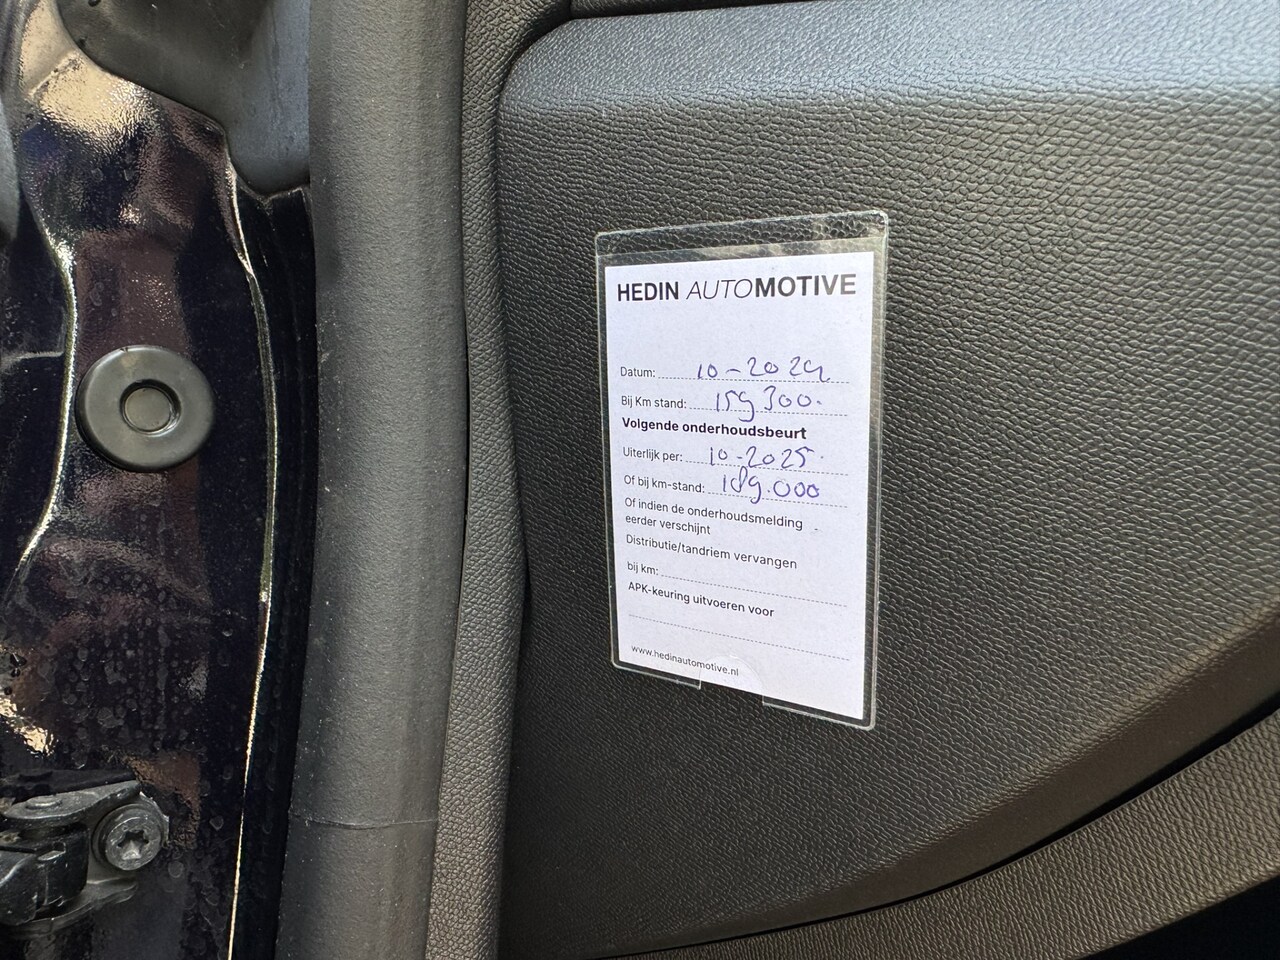 HEDIN AUTOMOTIVE
Datum: 10-2024
Bij Km stand: 159300.
Volgende onderhoudsbeurt
Uiterlijk per: 10-2025
Of bij km-stand: 189.000
Of indien de onderhoudsmelding
eerder verschijnt
Distributie/tandriem vervangen
bij km:
APK-keuring uitvoeren voor
www.hedinautomotive.nl